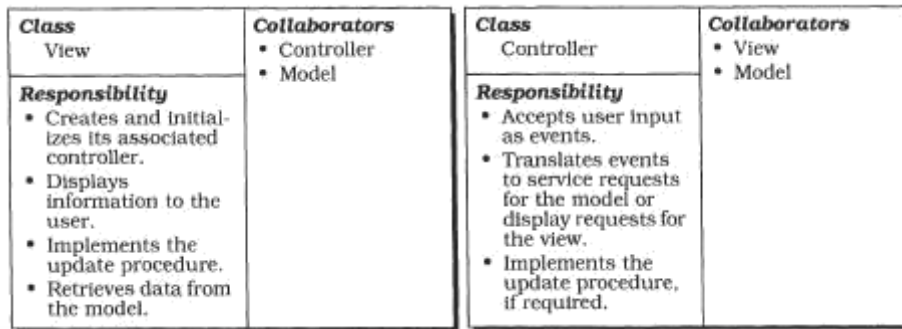 Class
View
Collaborators
• Controller
• Model
Responsibility
• Creates and initial-
izes its associated
controller.
• Displays
information to the
user.
• Implements the
update procedure.
• Retrieves data from
the model.
Class
Controller
Collaborators
• View
• Model
Responsibility
• Accepts user input
as events.
• Translates events
to service requests
for the model or
display requests for
the view.
• Implements the
update procedure,
if required.